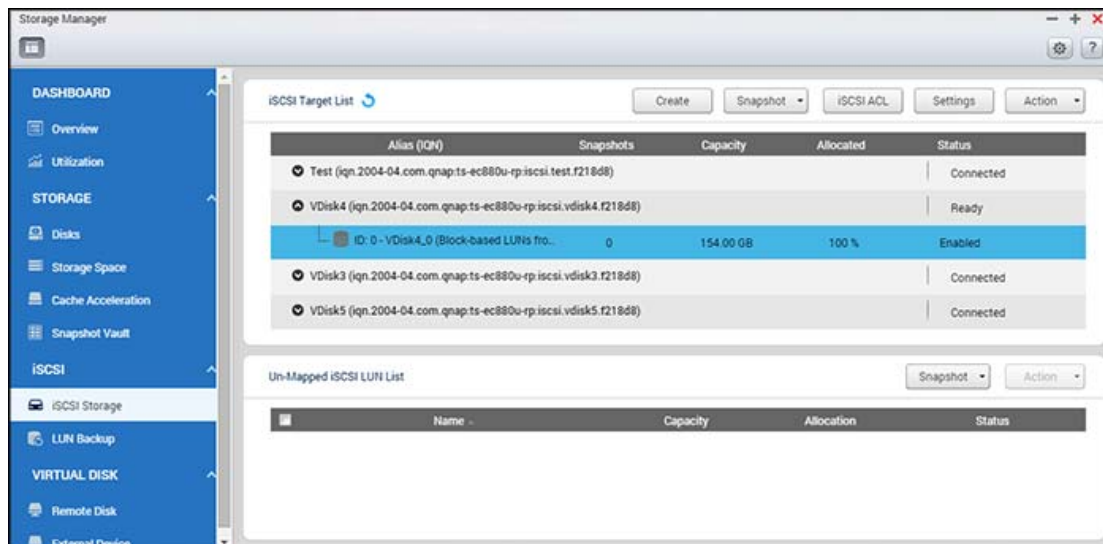 Storage Manager
DASHBOARD
Overview
Utilization
STORAGE
Disks
Storage Space
Cache Acceleration
Snapshot Vault
iSCSI
iSCSI Storage
LUN Backup
VIRTUAL DISK
Remote Disk
External Device
iSCSI Target List Create Snapshot iSCSI ACL Settings Action
Alias (IQN) Snapshots Capacity Allocated Status
Test (iqn.2004-04.com.qnap:ts-ec880u-rp:iscsi.test.f218d8) Connected
VDisk4 (iqn.2004-04.com.qnap:ts-ec880u-rp:iscsi.vdisk4.f218d8) Ready
ID: 0 - VDisk4_0 (Block-based LUNs fro... 0 154.00 GB 100 % Enabled
VDisk3 (iqn.2004-04.com.qnap:ts-ec880u-rp:iscsi.vdisk3.f218d8) Connected
VDisk5 (iqn.2004-04.com.qnap:ts-ec880u-rp:iscsi.vdisk5.f218d8) Connected
Un-Mapped iSCSI LUN List Snapshot Action
Name Capacity Allocation Status